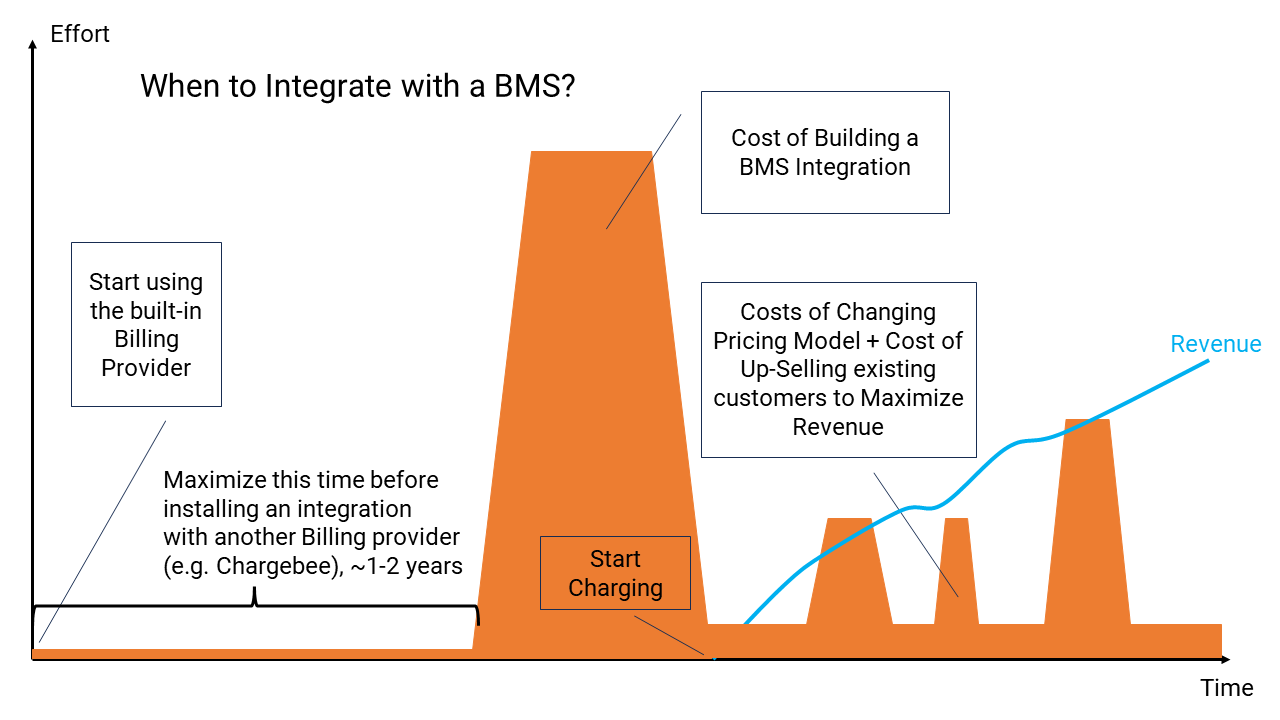 Effort
When to Integrate with a BMS?
Cost of Building a
BMS Integration
Start using
the built-in
Billing
Provider
Costs of Changing
Pricing Model + Cost of
Up-Selling existing
customers to Maximize
Revenue
Revenue
Maximize this time before
installing an integration
with another Billing provider
(e.g. Chargebee), ~1-2 years
Start
Charging
Time